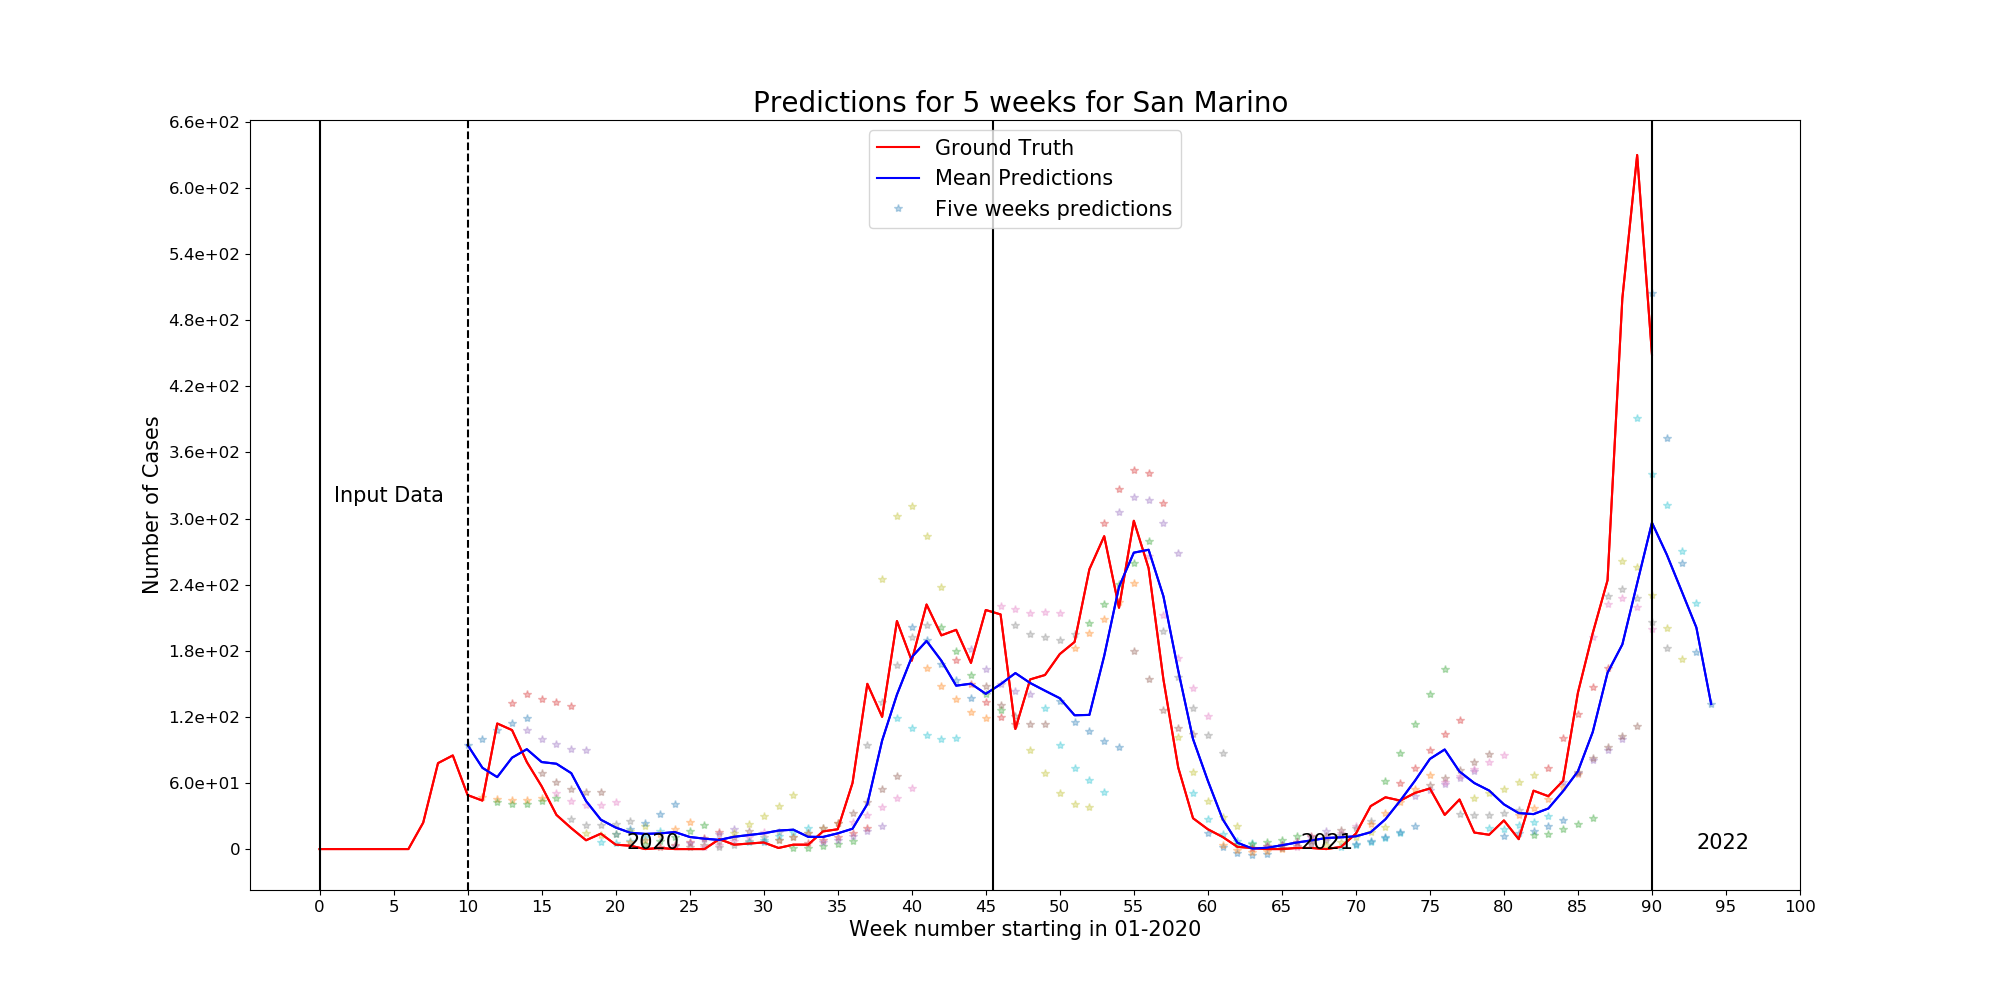 Predictions for 5 weeks for San Marino
6.6e+02
6.0e+02
5.4e+02
4.8e+02
4.2e+02
3.6e+02
3.0e+02
2.4e+02
1.8e+02
1.2e+02
6.0e+01
0
Number of Cases
Ground Truth
Mean Predictions
Five weeks predictions
Input Data
2020
2021
2022
0 5 10 15 20 25 30 35 40 45 50 55 60 65 70 75 80 85 90 95 100
Week number starting in 01-2020